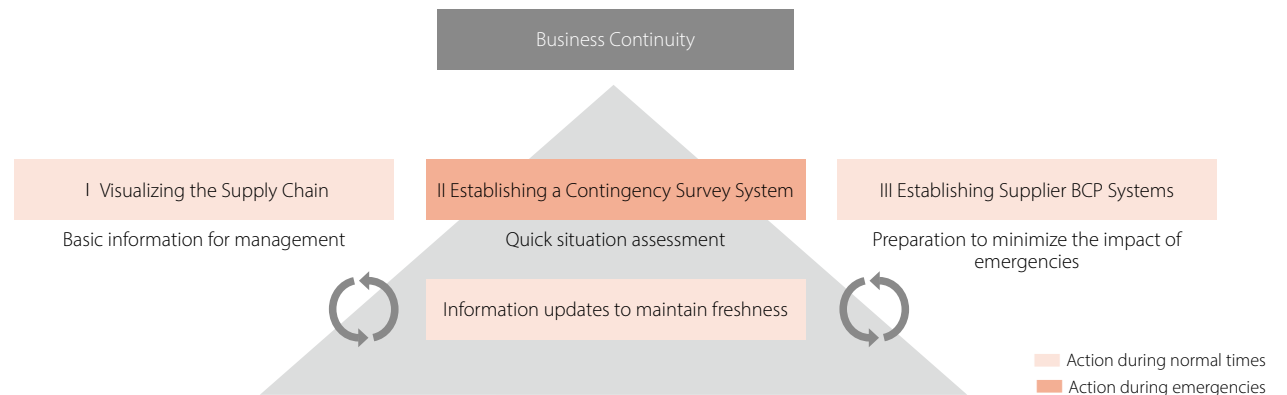 Business Continuity
I Visualizing the Supply Chain
II Establishing a Contingency Survey System
III Establishing Supplier BCP Systems
Basic information for management
Quick situation assessment
Preparation to minimize the impact of
emergencies
Information updates to maintain freshness
Action during normal times
Action during emergencies